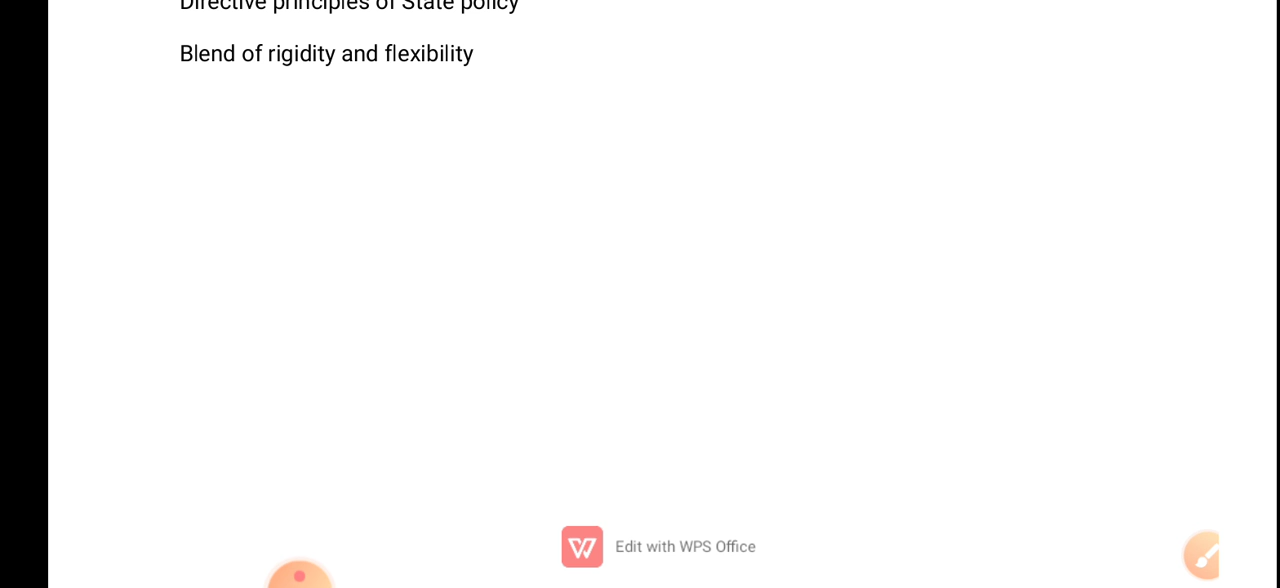 Directive principles of State policy
Blend of rigidity and flexibility
Edit with WPS Office